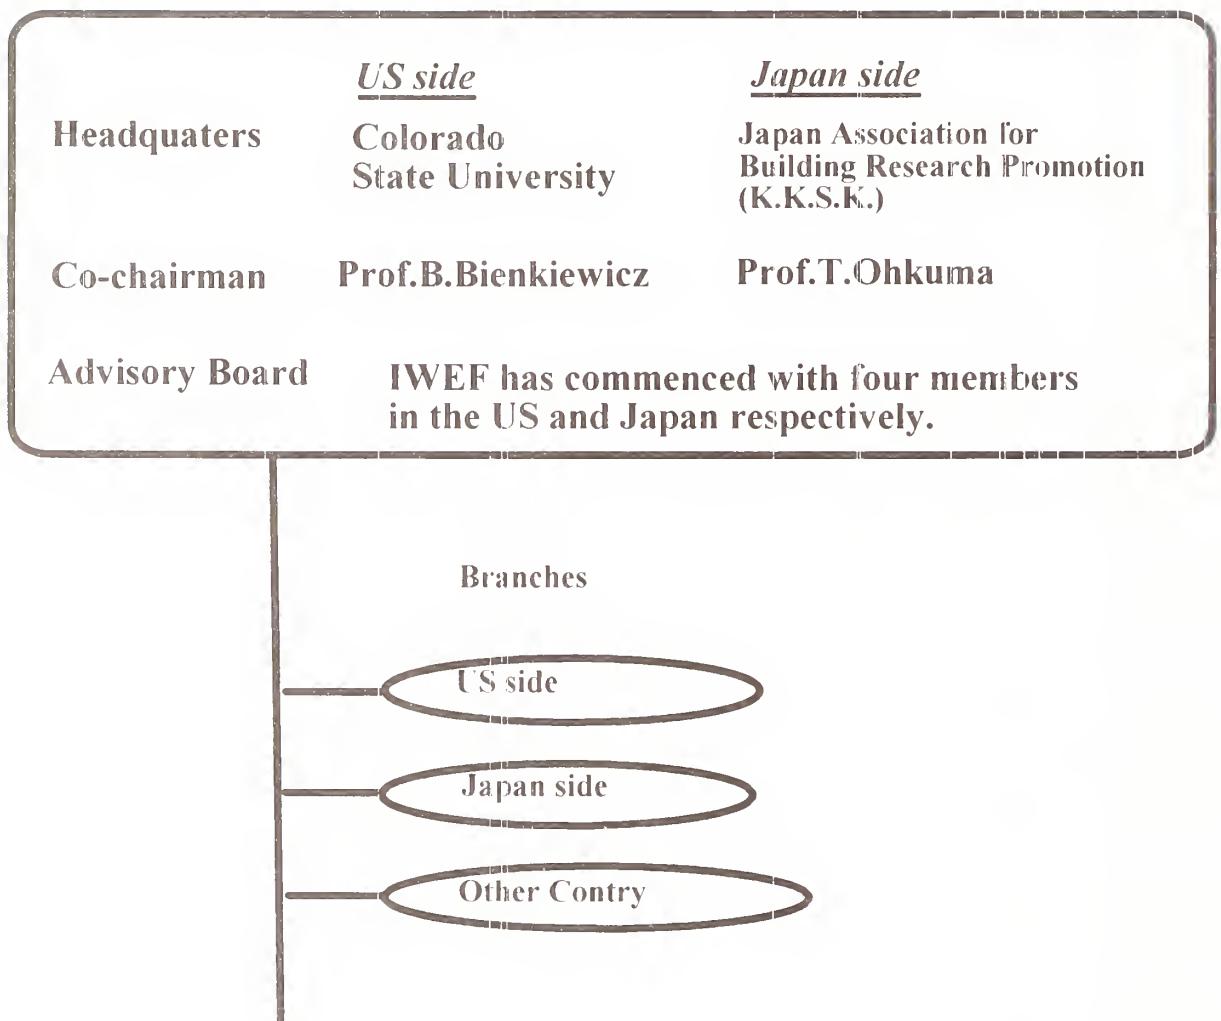 US side Japan side
Headquaters Colorado State University Japan Association for Building Research Promotion (K.K.S.K.)
Co-chairman Prof.B.Bienkiewicz Prof.T.Ohkuma
Advisory Board IWEF has commenced with four members
in the US and Japan respectively.
Branches
US side
Japan side
Other Contry